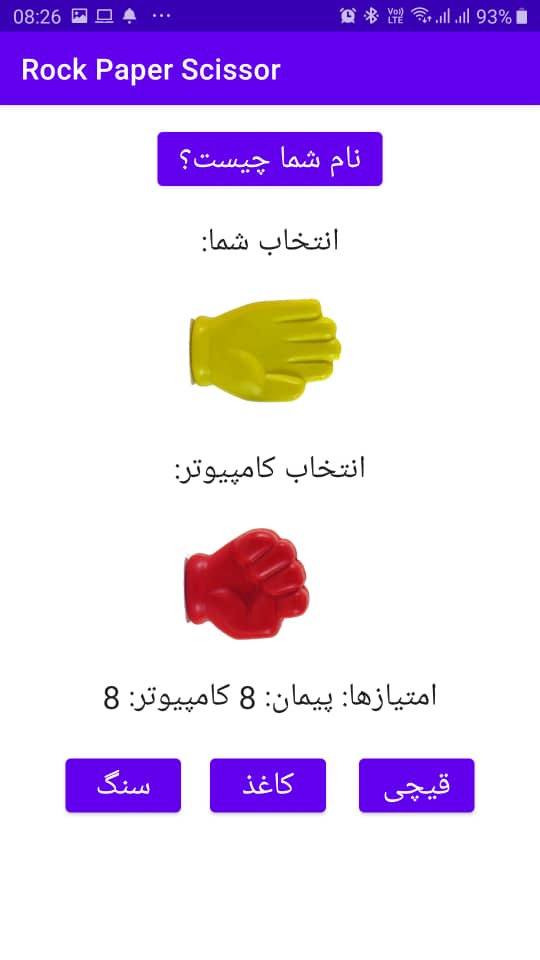 08:26 Vo)) LTE 93%
Rock Paper Scissor
نام شما چیست؟
انتخاب شما:
انتخاب کامپیوتر:
امتیازها: پیمان: 8 کامپیوتر: 8
قیچی کاغذ سنگ